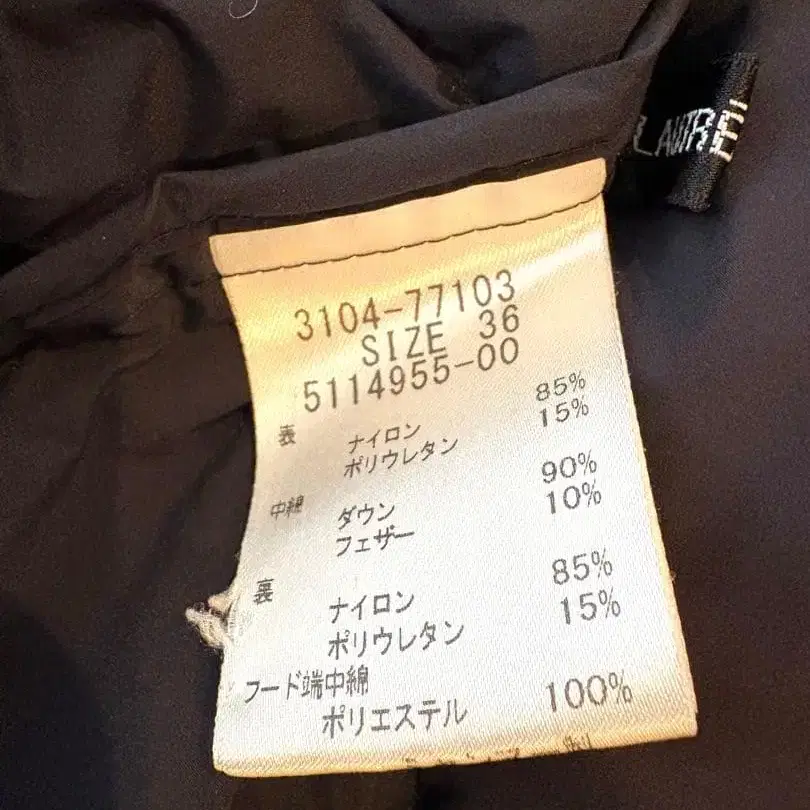 LAUTRE
3104-77103
SIZE 36
5114955-00
表 ナイロン 85%
ポリウレタン 15%
中綿 ダウン 90%
フェザー 10%
裏 ナイロン 85%
ポリウレタン 15%
フード端中綿
ポリエステル 100%